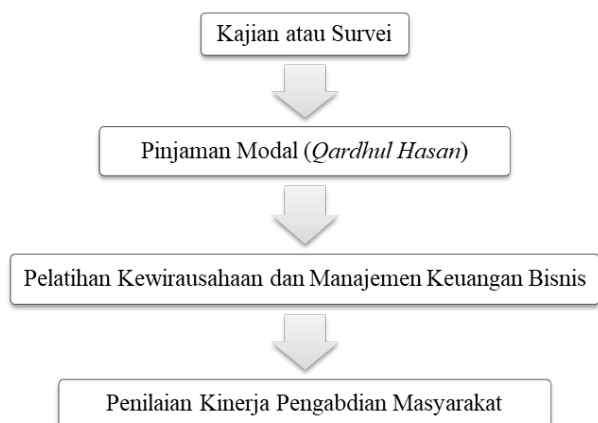 Kajian atau Survei
Pinjaman Modal (Qardhul Hasan)
Pelatihan Kewirausahaan dan Manajemen Keuangan Bisnis
Penilaian Kinerja Pengabdian Masyarakat